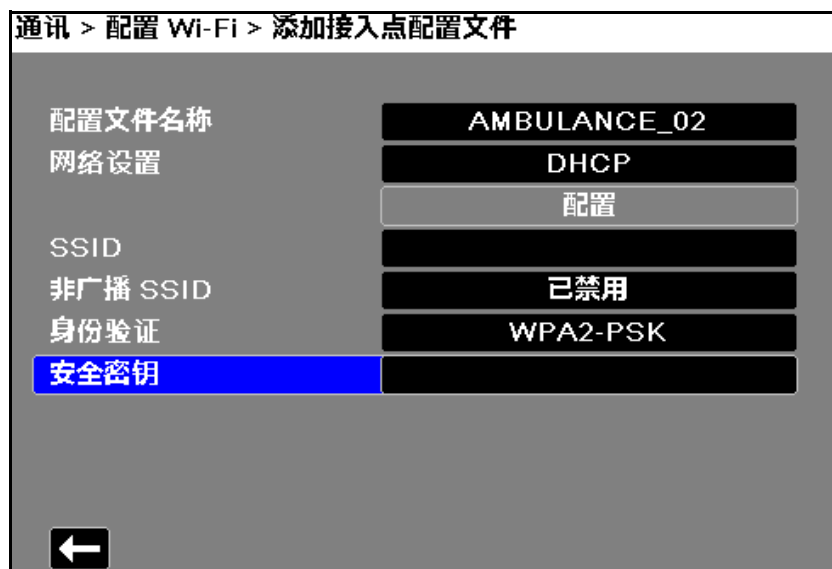 通讯 > 配置 Wi-Fi > 添加接入点配置文件
配置文件名称 AMBULANCE_02
网络设置 DHCP
配置
SSID
非广播 SSID 已禁用
身份验证 WPA2-PSK
安全密钥